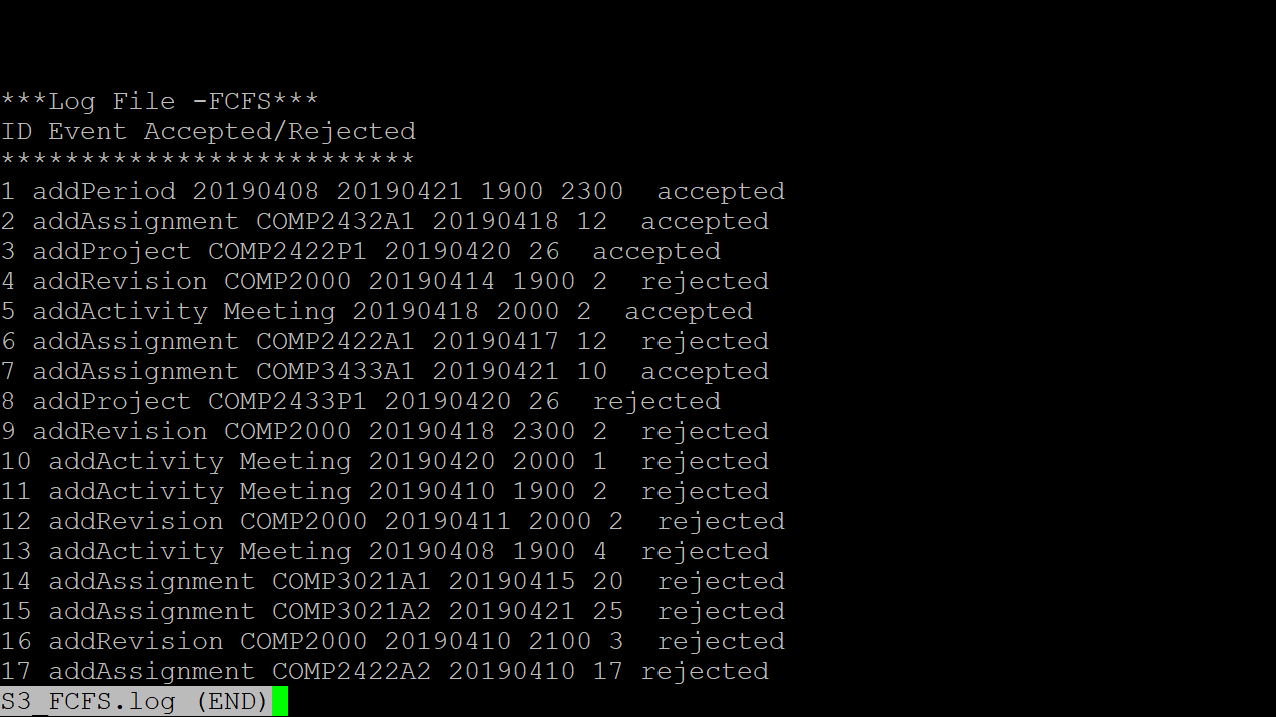 ***Log File -FCFS***
ID Event Accepted/Rejected
**************************
1 addPeriod 20190408 20190421 1900 2300  accepted
2 addAssignment COMP2432A1 20190418 12  accepted
3 addProject COMP2422P1 20190420 26  accepted
4 addRevision COMP2000 20190414 1900 2  rejected
5 addActivity Meeting 20190418 2000 2  accepted
6 addAssignment COMP2422A1 20190417 12  rejected
7 addAssignment COMP3433A1 20190421 10  accepted
8 addProject COMP2433P1 20190420 26  rejected
9 addRevision COMP2000 20190418 2300 2  rejected
10 addActivity Meeting 20190420 2000 1  rejected
11 addActivity Meeting 20190410 1900 2  rejected
12 addRevision COMP2000 20190411 2000 2  rejected
13 addActivity Meeting 20190408 1900 4  rejected
14 addAssignment COMP3021A1 20190415 20  rejected
15 addAssignment COMP3021A2 20190421 25  rejected
16 addRevision COMP2000 20190410 2100 3  rejected
17 addAssignment COMP2422A2 20190410 17 rejected
S3_FCFS.log (END)